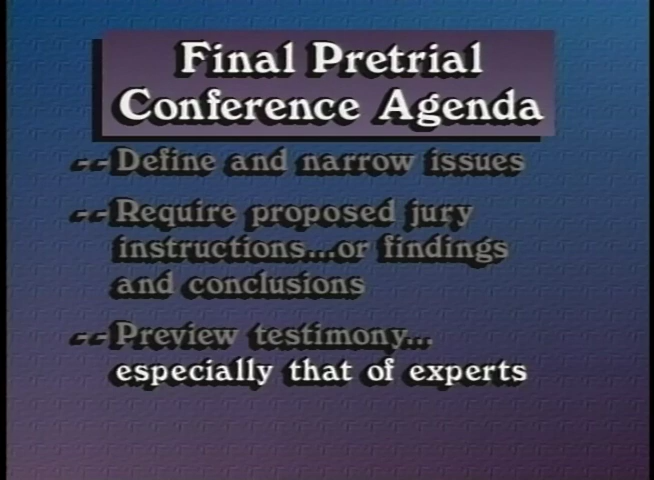 Final Pretrial
Conference Agenda
--Define and narrow issues
--Require proposed jury
instructions...or findings
and conclusions
--Preview testimony...
especially that of experts